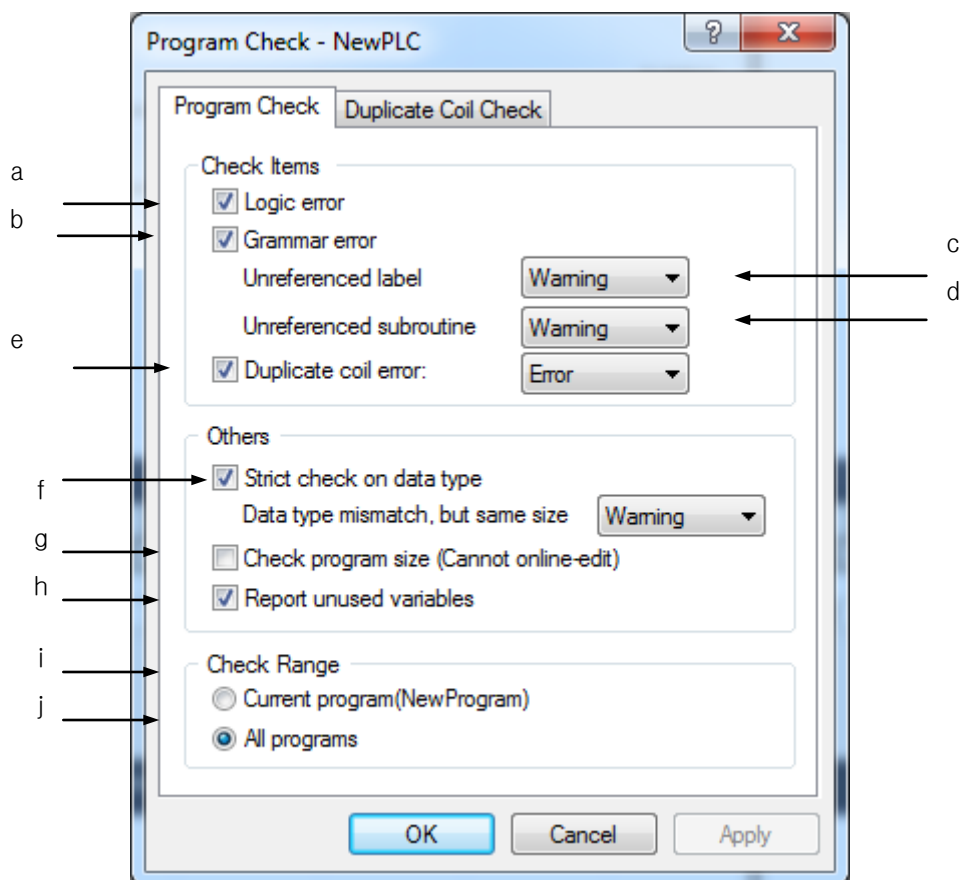 Program Check - NewPLC
?
Program Check
Duplicate Coil Check
Check Items
a
Logic error
b
Grammar error
c
Unreferenced label
Warning
d
Unreferenced subroutine
Warning
e
Duplicate coil error:
Error
Others
f
Strict check on data type
Data type mismatch, but same size
Warning
g
Check program size (Cannot online-edit)
h
Report unused variables
i
Check Range
j
Current program(NewProgram)
All programs
OK
Cancel
Apply